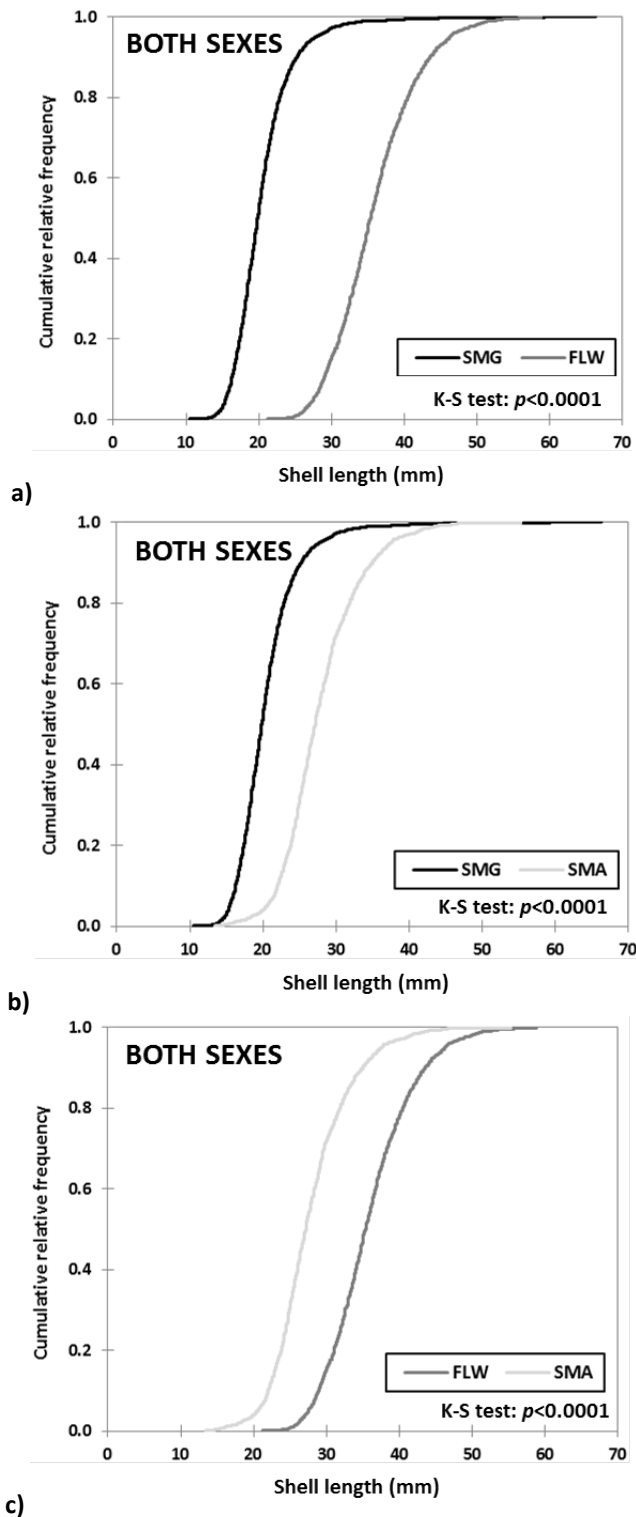 BOTH SEXES
Cumulative relative frequency
1.0
0.8
0.6
0.4
0.2
0.0
SMG FLW
K-S test: p<0.0001
0 10 20 30 40 50 60 70
Shell length (mm)
a)
BOTH SEXES
Cumulative relative frequency
1.0
0.8
0.6
0.4
0.2
0.0
SMG SMA
K-S test: p<0.0001
0 10 20 30 40 50 60 70
Shell length (mm)
b)
BOTH SEXES
Cumulative relative frequency
1.0
0.8
0.6
0.4
0.2
0.0
FLW SMA
K-S test: p<0.0001
0 10 20 30 40 50 60 70
Shell length (mm)
c)